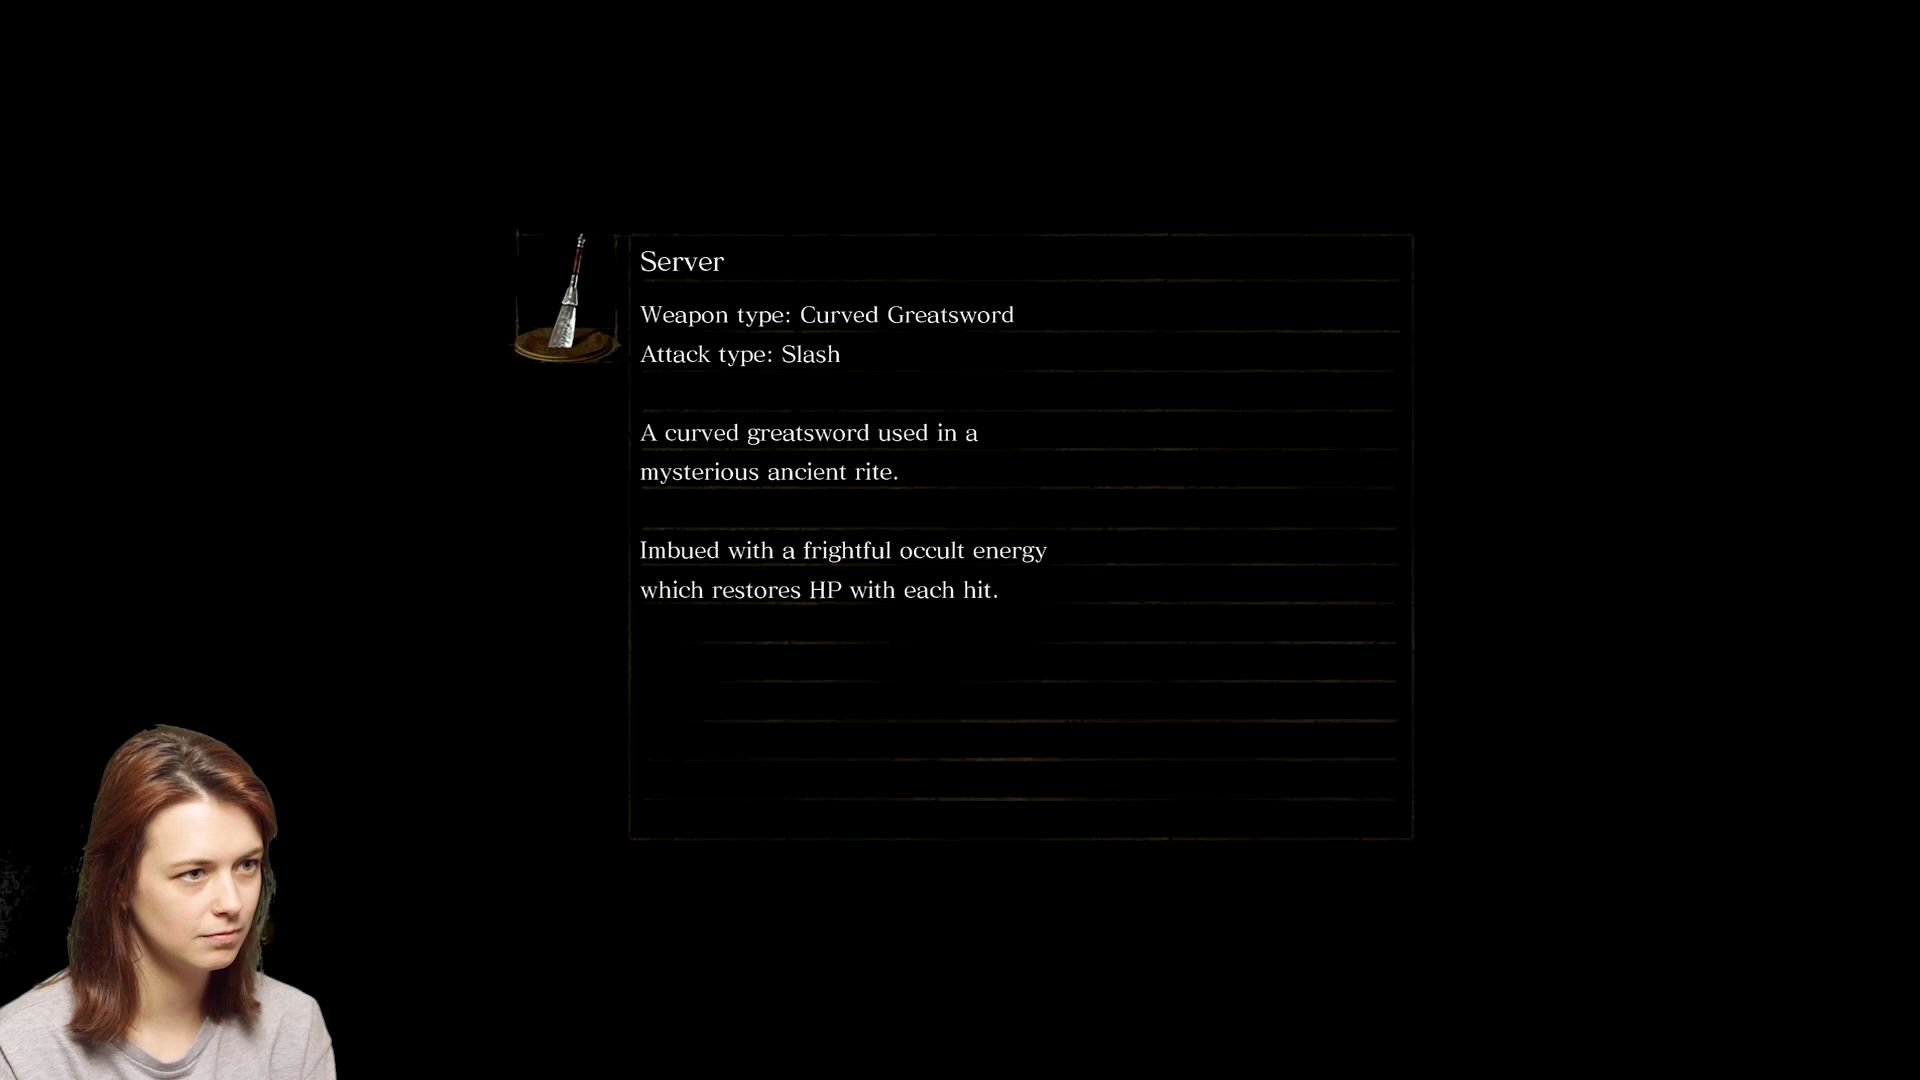 Server
Weapon type: Curved Greatsword
Attack type: Slash
A curved greatsword used in a
mysterious ancient rite.
Imbued with a frightful occult energy
which restores HP with each hit.